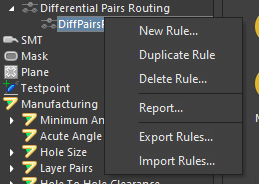 Differential Pairs Routing
DiffPairs
SMT
Mask
Plane
Testpoint
Manufacturing
Minimum An
Acute Angle
Hole Size
Layer Pairs
Hole To Hole Clearance
New Rule...
Duplicate Rule
Delete Rule...
Report...
Export Rules...
Import Rules...